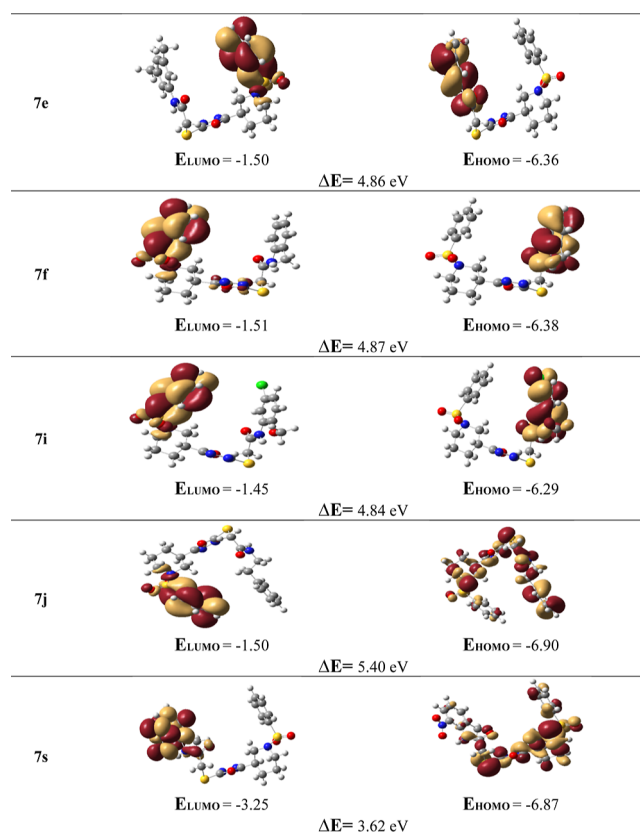 7e
ELUMO = -1.50 EHOMO = -6.36
ΔE= 4.86 eV
7f
ELUMO = -1.51 EHOMO = -6.38
ΔE= 4.87 eV
7i
ELUMO = -1.45 EHOMO = -6.29
ΔE= 4.84 eV
7j
ELUMO = -1.50 EHOMO = -6.90
ΔE= 5.40 eV
7s
ELUMO = -3.25 EHOMO = -6.87
ΔE= 3.62 eV